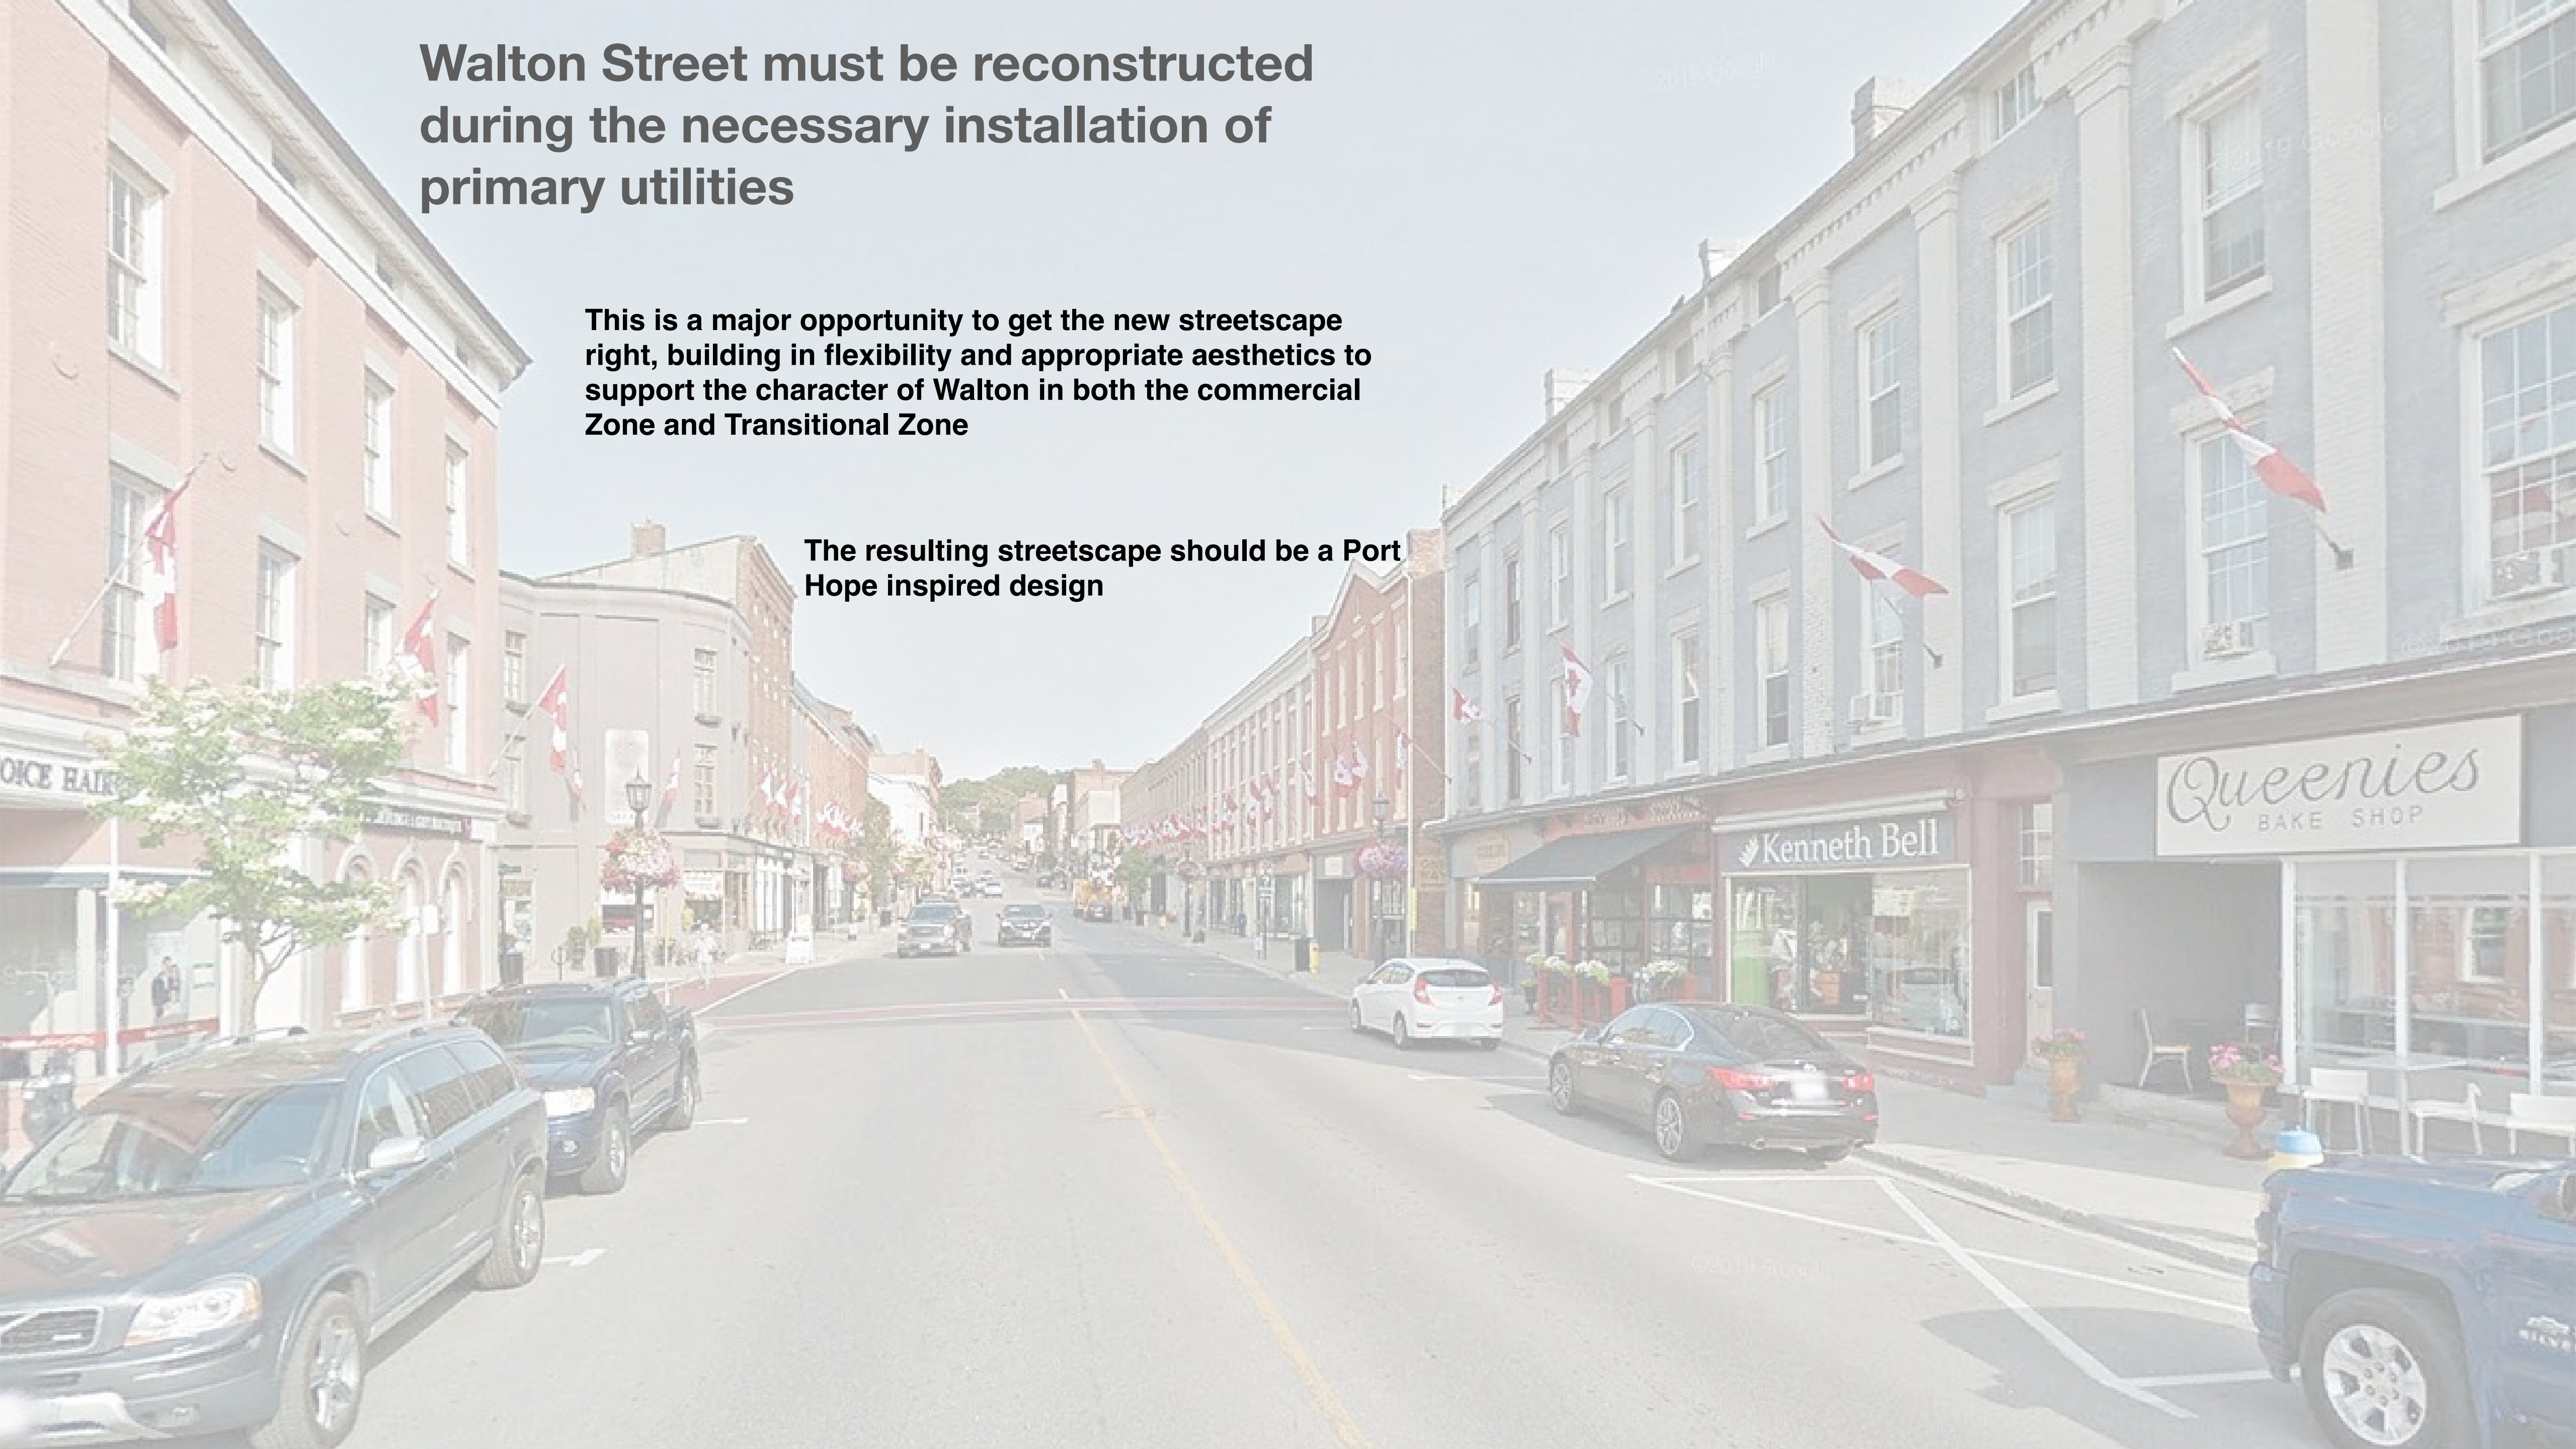 Walton Street must be reconstructed
during the necessary installation of
primary utilities
This is a major opportunity to get the new streetscape
right, building in flexibility and appropriate aesthetics to
support the character of Walton in both the commercial
Zone and Transitional Zone
The resulting streetscape should be a Port
Hope inspired design
OICE HAIR
Kenneth Bell
Queenies
BAKE SHOP